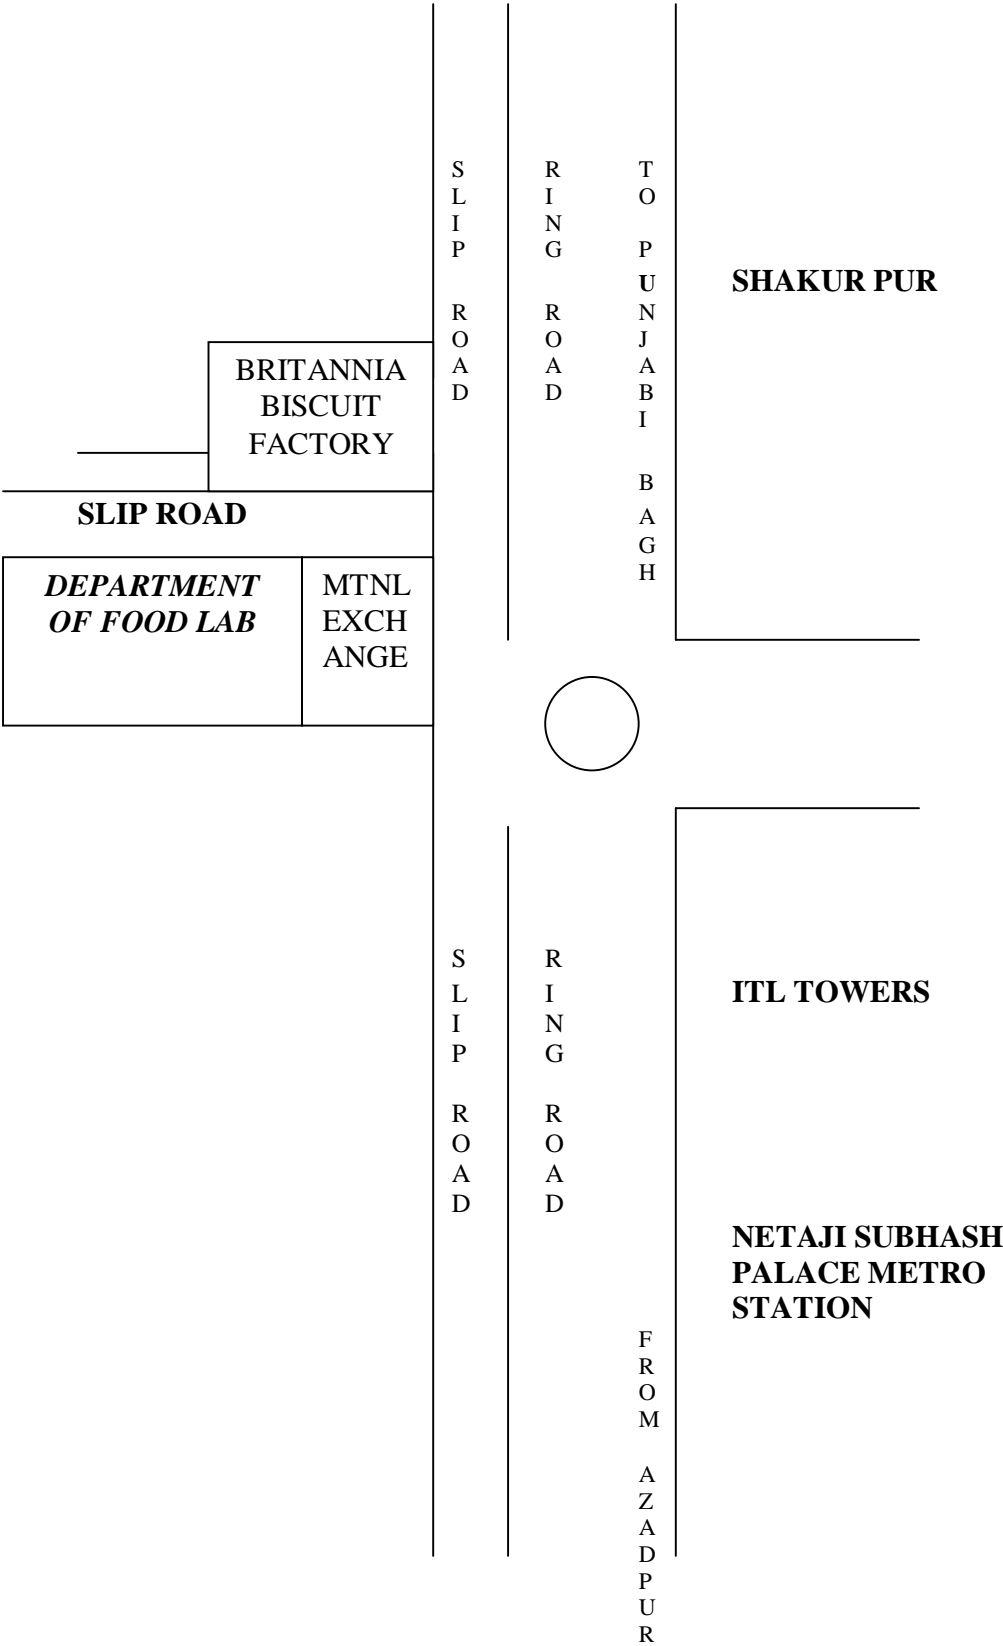 SLIP ROAD
RING ROAD
TO PUNJABI BAGH
SHAKUR PUR
BRITANNIA
BISCUIT
FACTORY
SLIP ROAD
DEPARTMENT
OF FOOD LAB
MTNL
EXCH
ANGE
SLIP ROAD
RING ROAD
ITL TOWERS
NETAJI SUBHASH
PALACE METRO
STATION
FROM AZADPUR